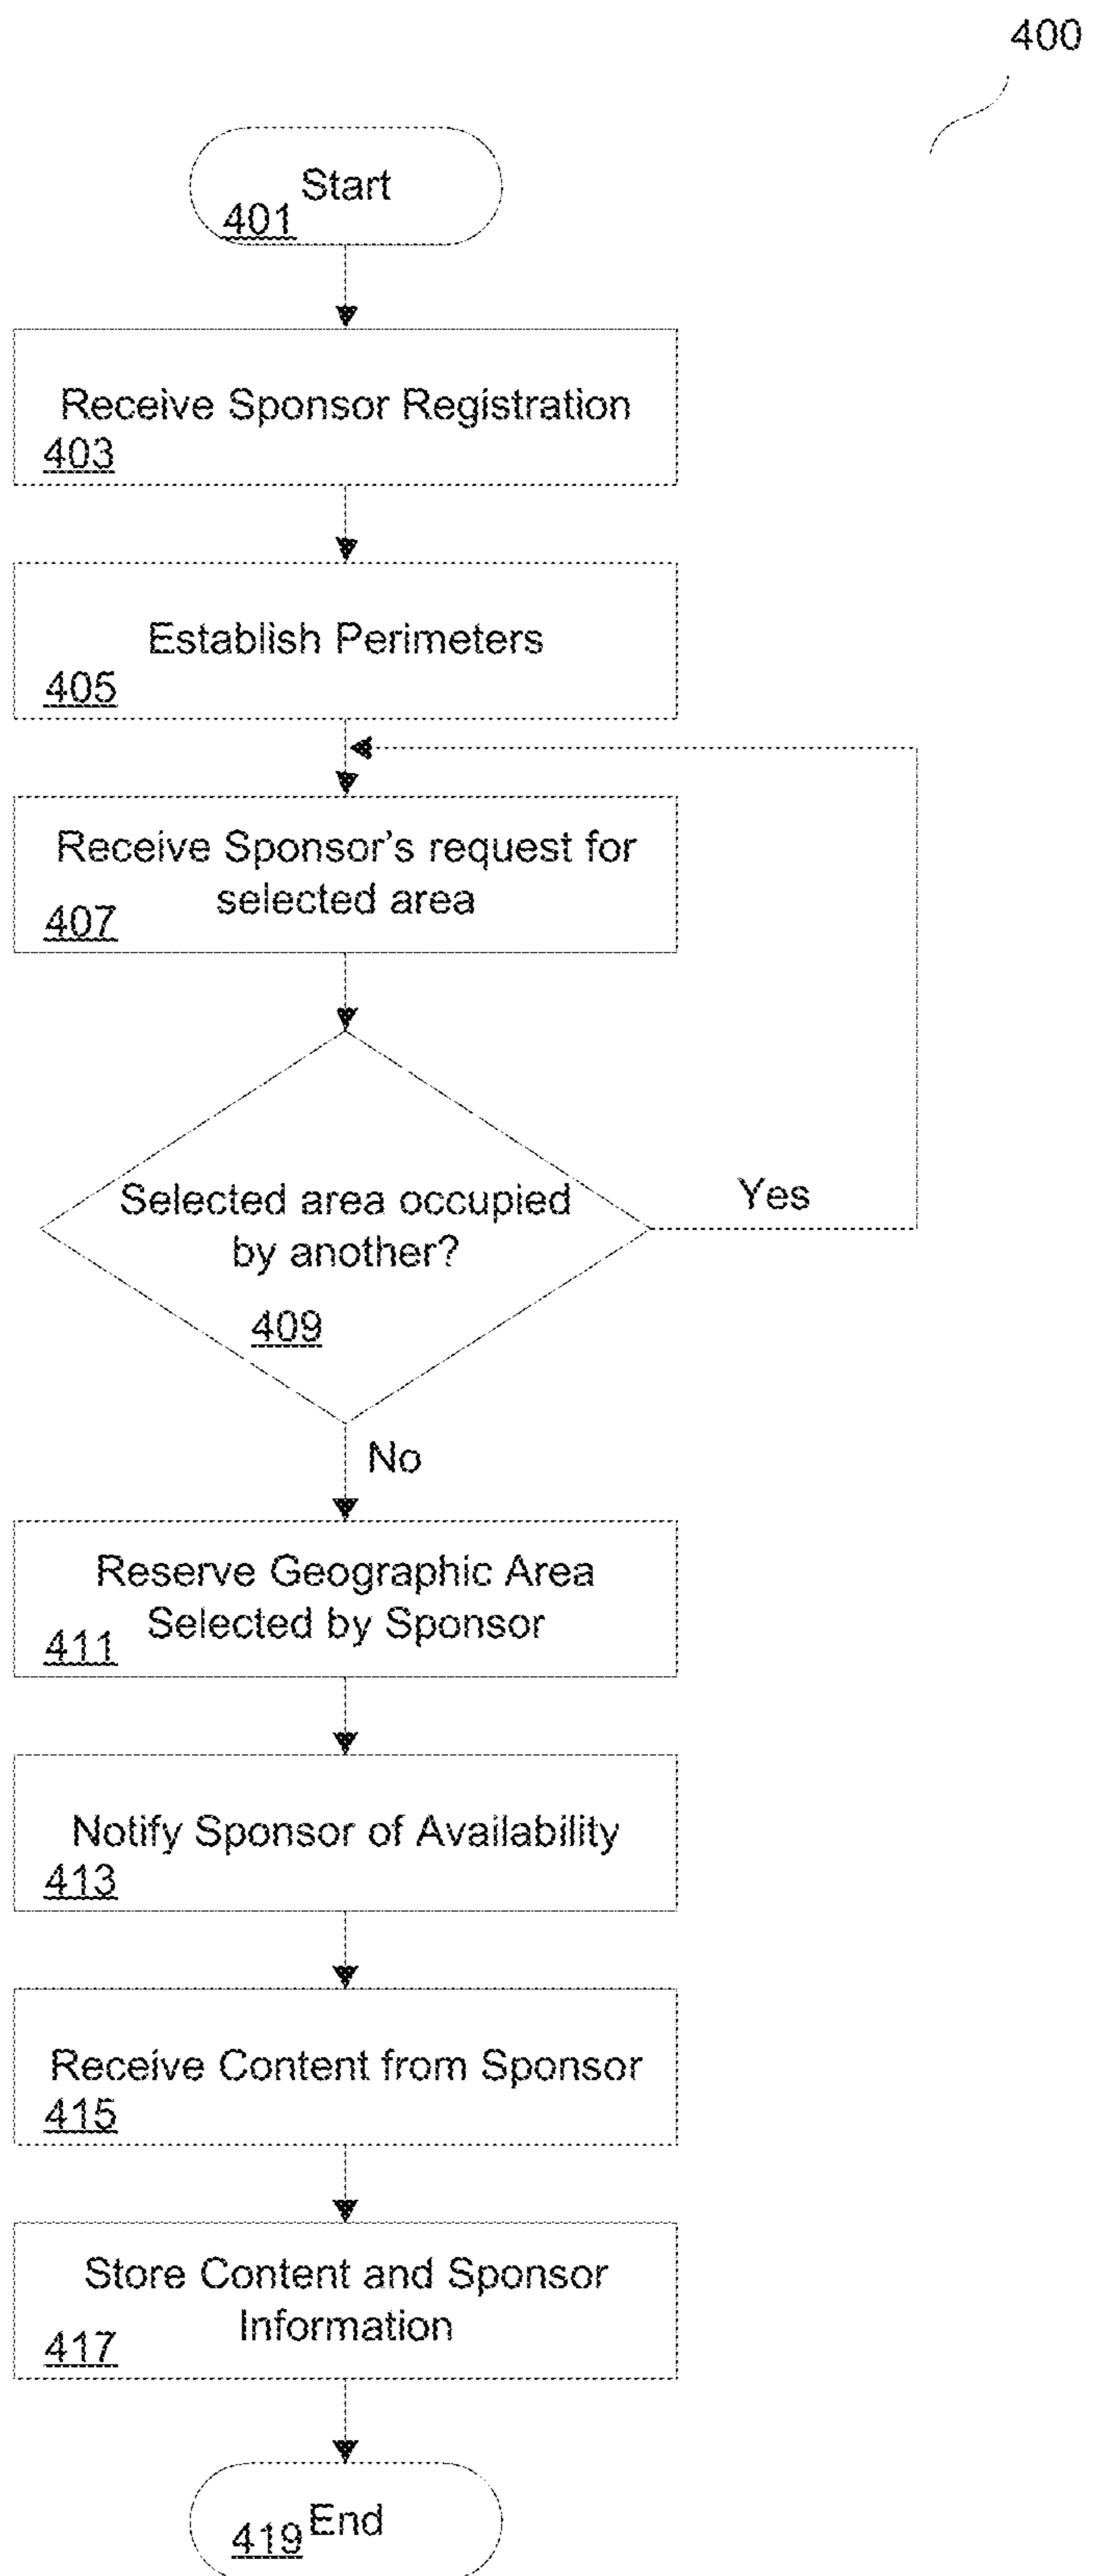 400
Start
401
Receive Sponsor Registration
403
Establish Perimeters
405
Receive Sponsor's request for
selected area
407
Selected area occupied
by another?
409
Yes
No
Reserve Geographic Area
Selected by Sponsor
411
Notify Sponsor of Availability
413
Receive Content from Sponsor
415
Store Content and Sponsor
Information
417
End
419